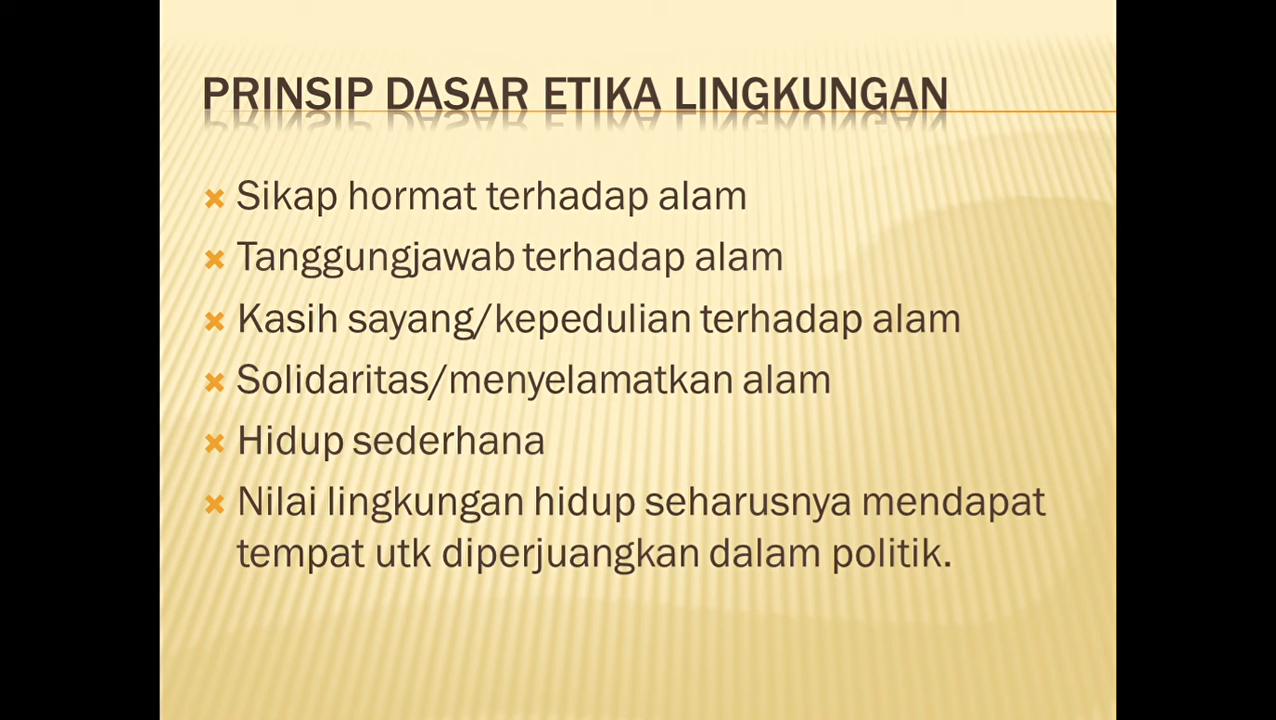 PRINSIP DASAR ETIKA LINGKUNGAN
Sikap hormat terhadap alam
Tanggungjawab terhadap alam
Kasih sayang/kepedulian terhadap alam
Solidaritas/menyelamatkan alam
Hidup sederhana
Nilai lingkungan hidup seharusnya mendapat
tempat utk diperjuangkan dalam politik.